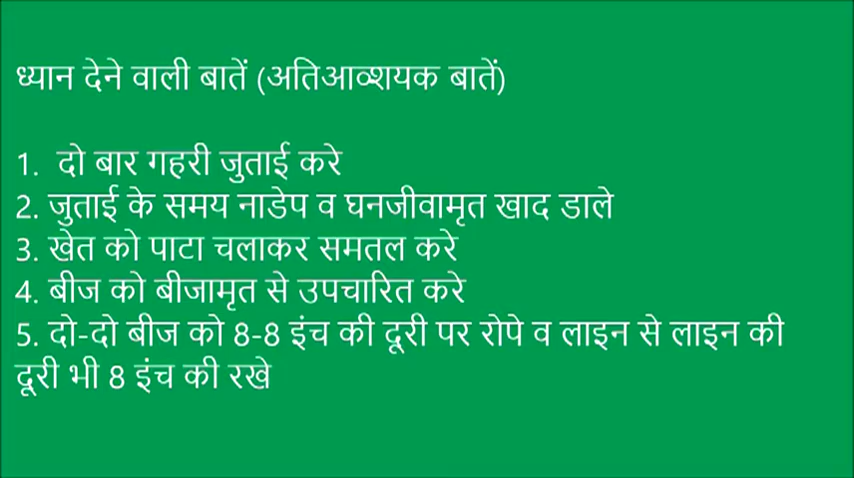 ध्यान देने वाली बातें (अतिआव्शयक बातें)
1. दो बार गहरी जुताई करे
2. जुताई के समय नाडेप व घनजीवामृत खाद डाले
3. खेत को पाटा चलाकर समतल करे
4. बीज को बीजामृत से उपचारित करे
5. दो-दो बीज को 8-8 इंच की दूरी पर रोपे व लाइन से लाइन की
दूरी भी 8 इंच की रखे